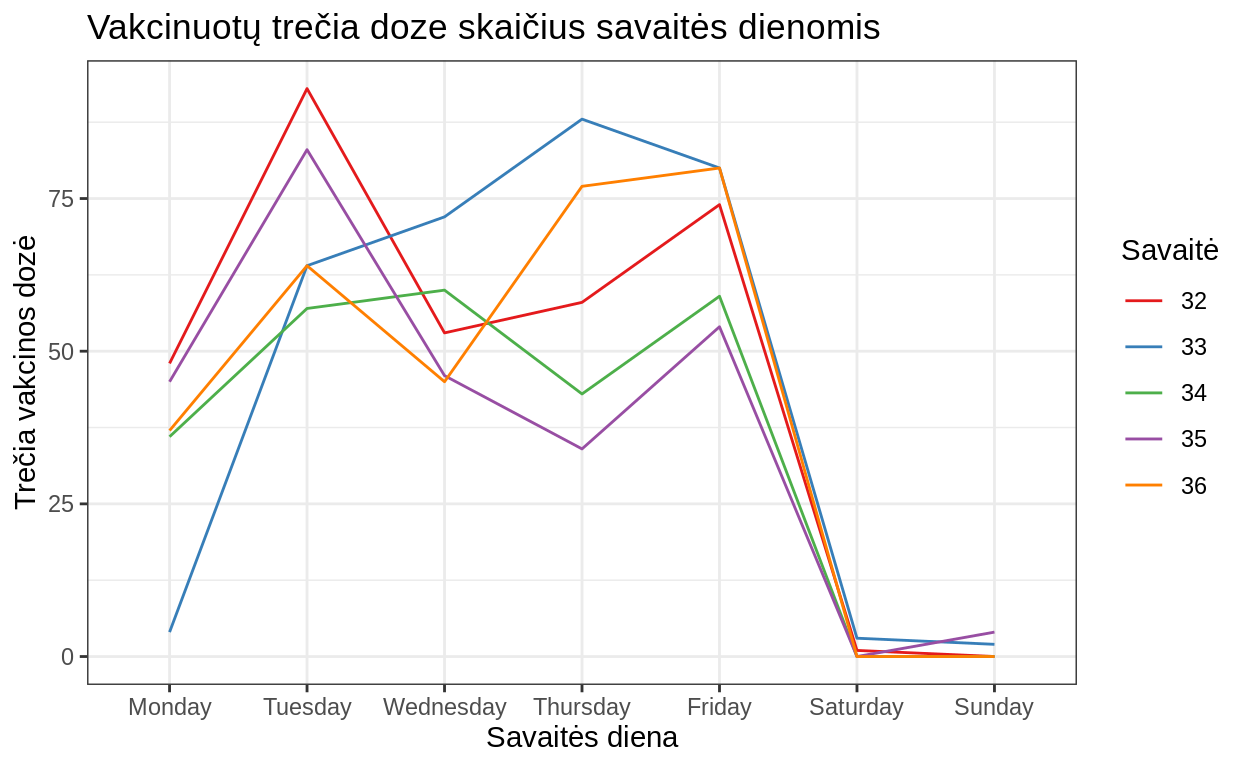 Vakcinuotų trečia doze skaičius savaitės dienomis
Trečia vakcinos dozė
75
50
25
0
Monday
Tuesday
Wednesday
Thursday
Friday
Saturday
Sunday
Savaitės diena
Savaitė
32
33
34
35
36